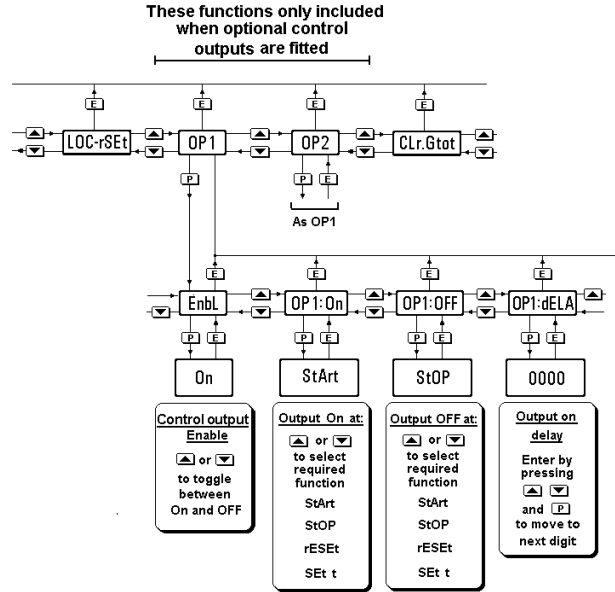 These functions only included
when optional control
outputs are fitted
E E E E
LOC-rSEt OP1 OP2 CLr.Gtot
P P E
As OP1
E E E E
EnbL OP1:On OP1:OFF OP1:dELA
P E P E P E P E
On StArt StOP 0000
Control output
Enable
or
to toggle
between
On and OFF
Output On at:
or
to select
required
function
StArt
StOP
rESEt
SEt t
Output OFF at:
or
to select
required
function
StArt
StOP
rESEt
SEt t
Output on
delay
Enter by
pressing
and P
to move to
next digit